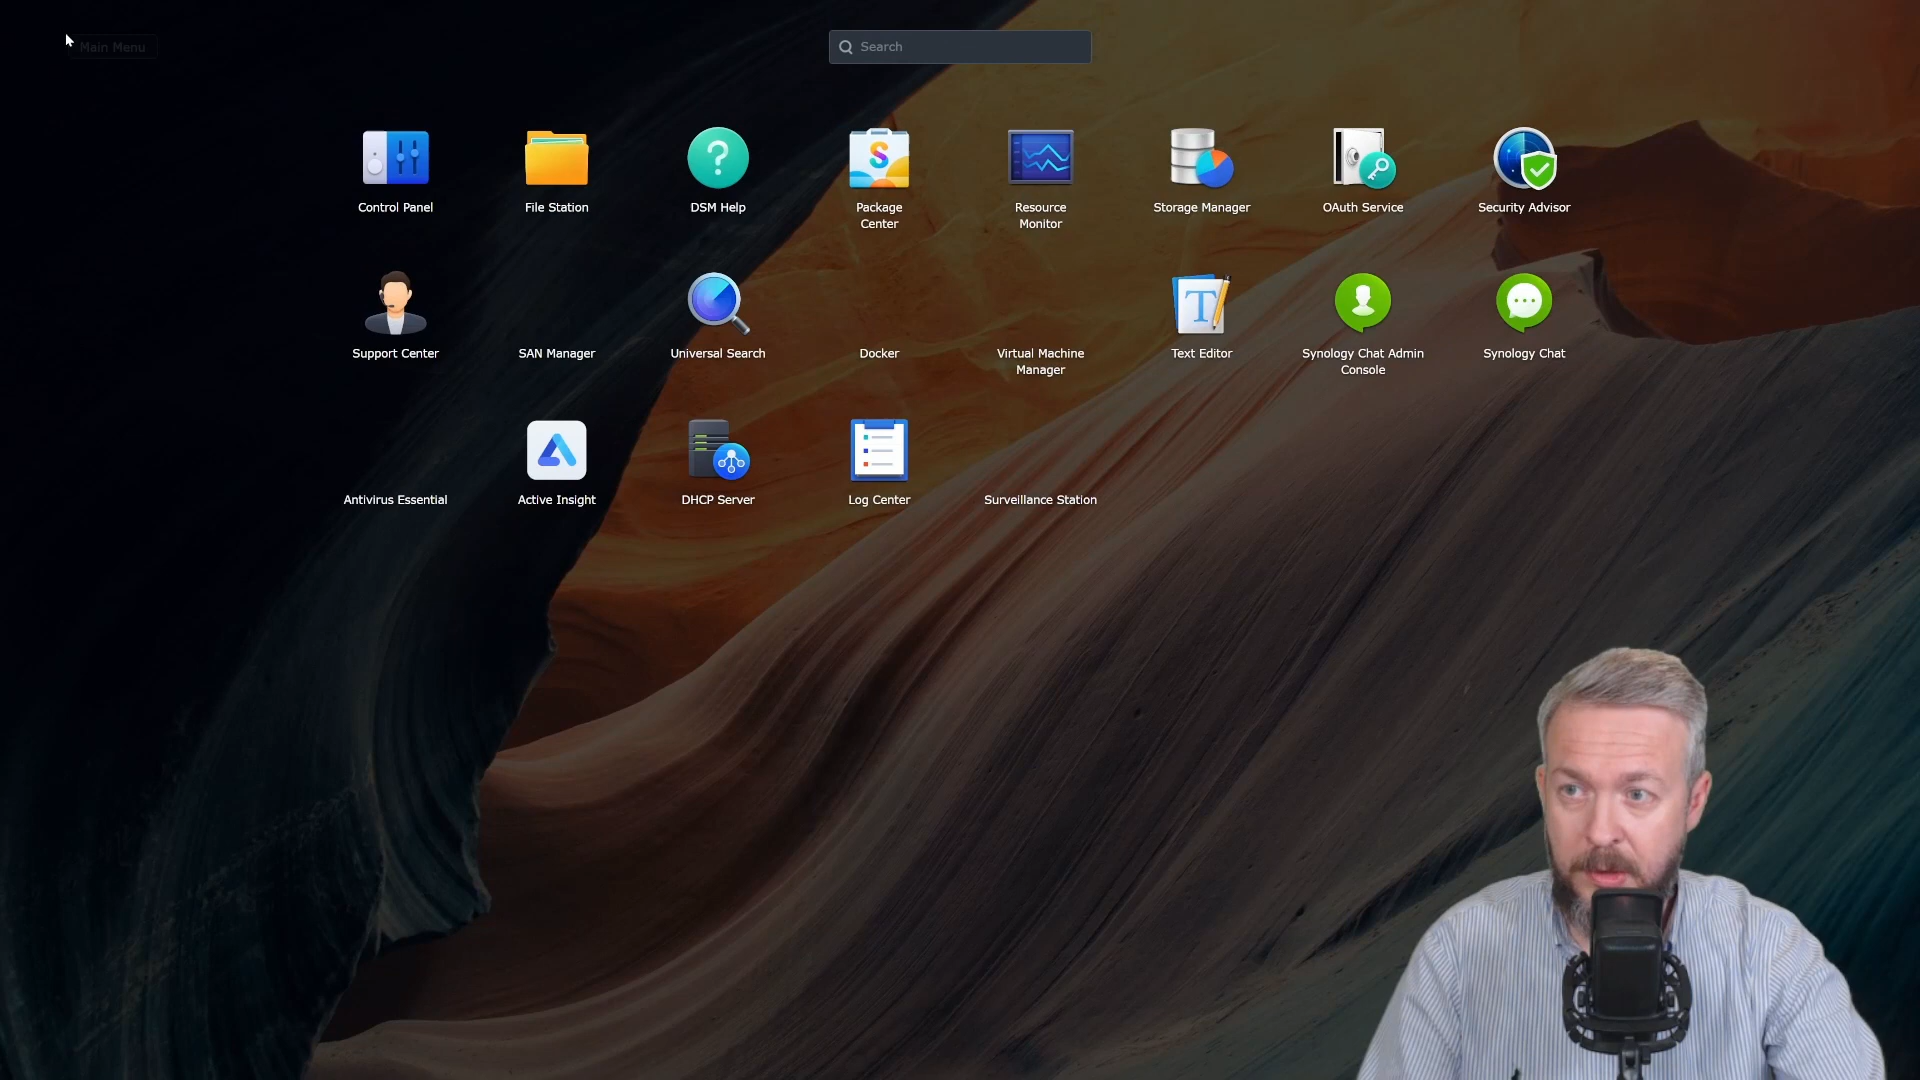 Main Menu
Search
Control Panel
File Station
DSM Help
Package
Center
Resource
Monitor
Storage Manager
OAuth Service
Security Advisor
Support Center
SAN Manager
Universal Search
Docker
Virtual Machine
Manager
Text Editor
Synology Chat Admin
Console
Synology Chat
Antivirus Essential
Active Insight
DHCP Server
Log Center
Surveillance Station